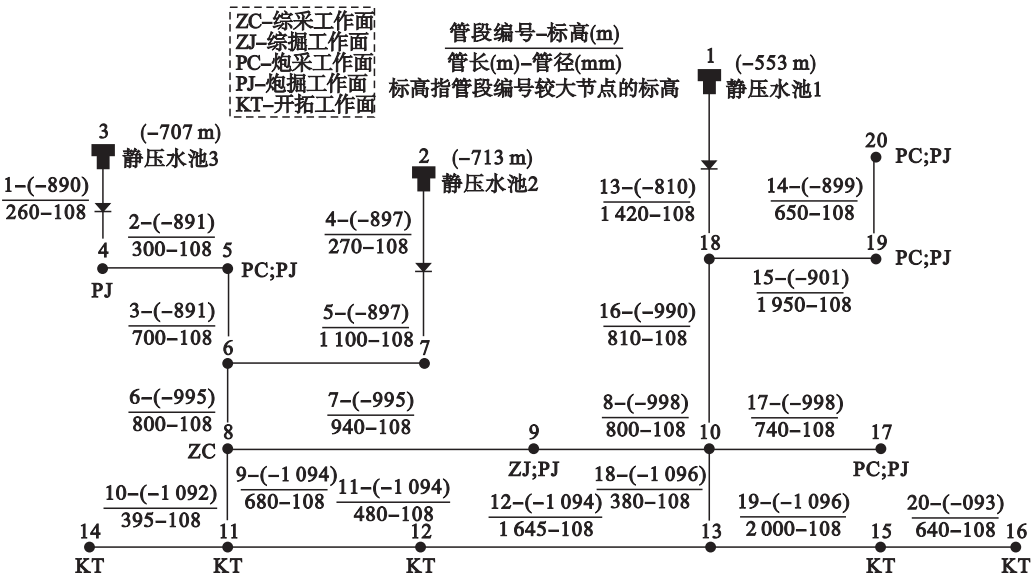 ZC–综采工作面
ZJ–综掘工作面
PC–炮采工作面
PJ–炮掘工作面
KT–开拓工作面
管段编号–标高(m)
管长(m)–管径(mm)
标高指管段编号较大节点的标高
1
(–553 m)
静压水池1
3
(–707 m)
静压水池3
2
(–713 m)
静压水池2
20
PC;PJ
1–(–890)
260–108
2–(–891)
300–108
4–(–897)
270–108
13–(–810)
1 420–108
14–(–899)
650–108
4
PJ
5
PC;PJ
18
19
PC;PJ
15–(–901)
1 950–108
3–(–891)
700–108
5–(–897)
1 100–108
16–(–990)
810–108
6
7
6–(–995)
800–108
7–(–995)
940–108
8–(–998)
800–108
17–(–998)
740–108
8
ZC
9
ZJ;PJ
10
17
PC;PJ
10–(–1 092)
395–108
9–(–1 094)
680–108
11–(–1 094)
480–108
12–(–1 094)
1 645–108
18–(–1 096)
380–108
19–(–1 096)
2 000–108
20–(–093)
640–108
14
KT
11
KT
12
KT
13
15
KT
16
KT